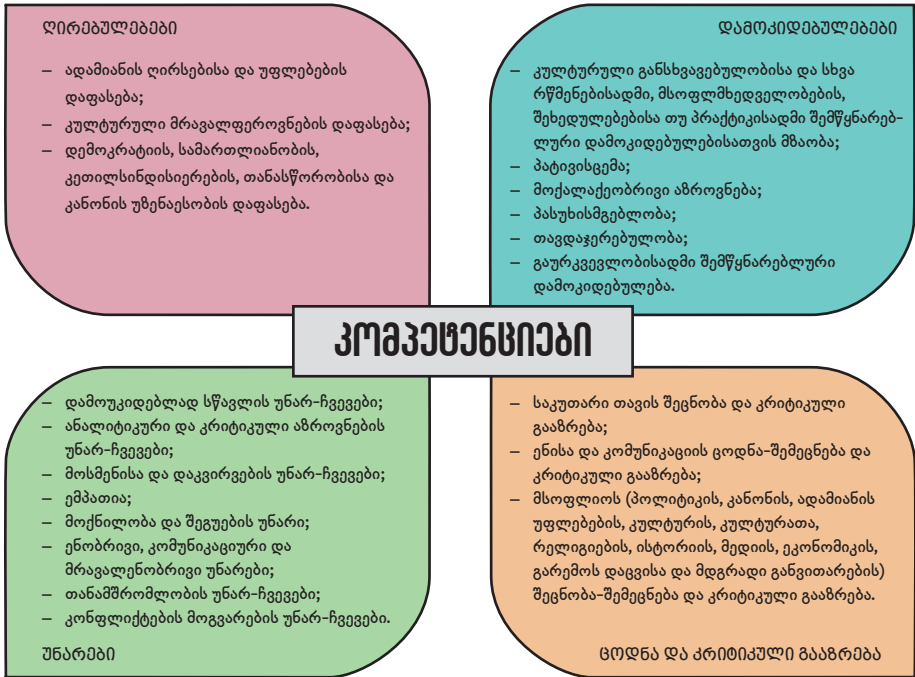 ღირებულებები
– ადამიანის ღირსებისა და უფლებების
დაფასება;
– კულტურული მრავალფეროვნების დაფასება;
– დემოკრატიის, სამართლიანობის,
კეთილსინდისიერების, თანასწორობისა და
კანონის უზენაესობის დაფასება.
დამოკიდებულებები
– კულტურული განსხვავებულობისა და სხვა
რწმენებისადმი, მსოფლმხედველობების,
შეხედულებებისა თუ პრაქტიკისადმი შემწყნარებ-
ლური დამოკიდებულებისათვის მზაობა;
– პატივისცემა;
– მოქალაქეობრივი აზროვნება;
– პასუხისმგებლობა;
– თავდაჯერებულობა;
– გაურკვევლობისადმი შემწყნარებლური
დამოკიდებულება.
კომპეტენციები
– დამოუკიდებლად სწავლის უნარ-ჩვევები;
– ანალიტიკური და კრიტიკული აზროვნების
უნარ-ჩვევები;
– მოსმენისა და დაკვირვების უნარ-ჩვევები;
– ემპათია;
– მოქნილობა და შეგუების უნარი;
– ენობრივი, კომუნიკაციური და
მრავალენობრივი უნარები;
– თანამშრომლობის უნარ-ჩვევები;
– კონფლიქტების მოგვარების უნარ-ჩვევები.
უნარები
– საკუთარი თავის შეცნობა და კრიტიკული
გააზრება;
– ენისა და კომუნიკაციის ცოდნა-შემეცნება და
კრიტიკული გააზრება;
– მსოფლიოს (პოლიტიკის, კანონის, ადამიანის
უფლებების, კულტურის, კულტურათა,
რელიგიების, ისტორიის, მედიის, ეკონომიკის,
გარემოს დაცვისა და მდგრადი განვითარების)
შეცნობა-შემეცნება და კრიტიკული გააზრება.
ცოდნა და კრიტიკული გააზრება